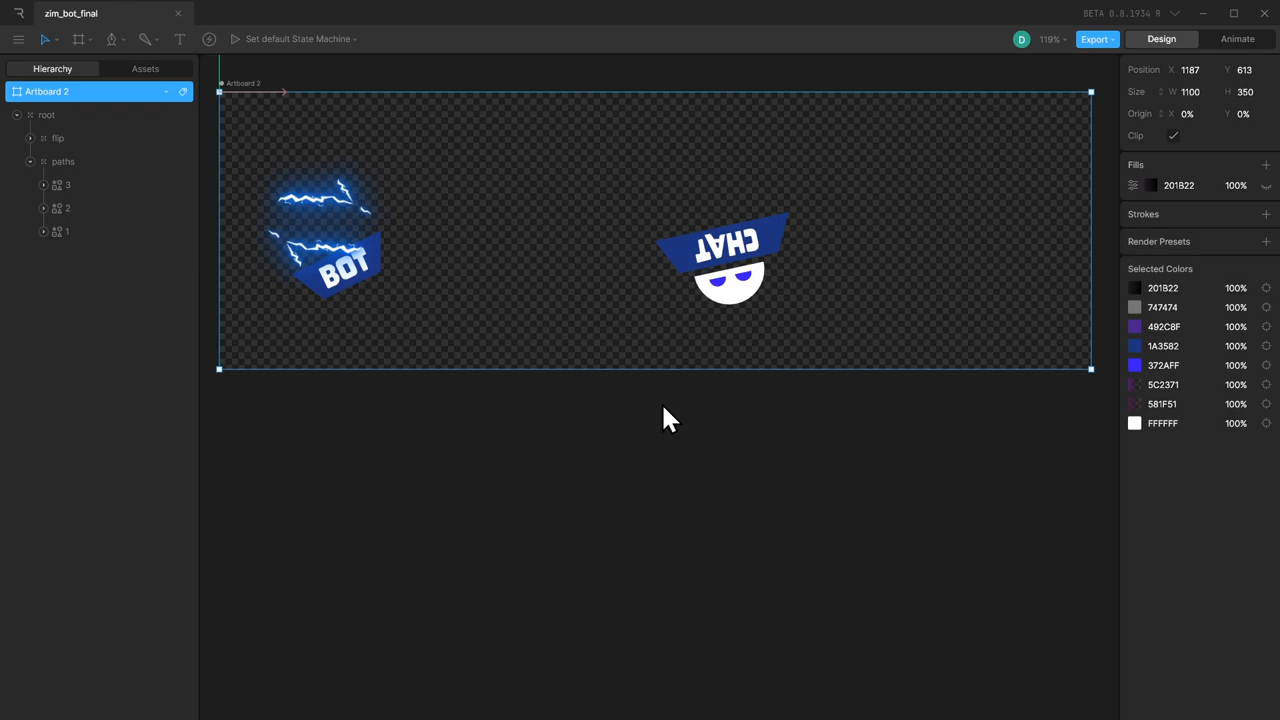 zim_bot_final
BETA 0.8.1934 R
Set default State Machine
D
119%
Export
Design
Animate
Hierarchy
Assets
Artboard 2
root
flip
paths
3
2
1
Artboard 2
BOT
CHAT
Position X 1187 Y 613
Size W 1100 H 350
Origin X 0% Y 0%
Clip
Fills
201B22 100%
Strokes
Render Presets
Selected Colors
201B22 100%
747474 100%
492C8F 100%
1A3582 100%
372AFF 100%
5C2371 100%
581F51 100%
FFFFFF 100%